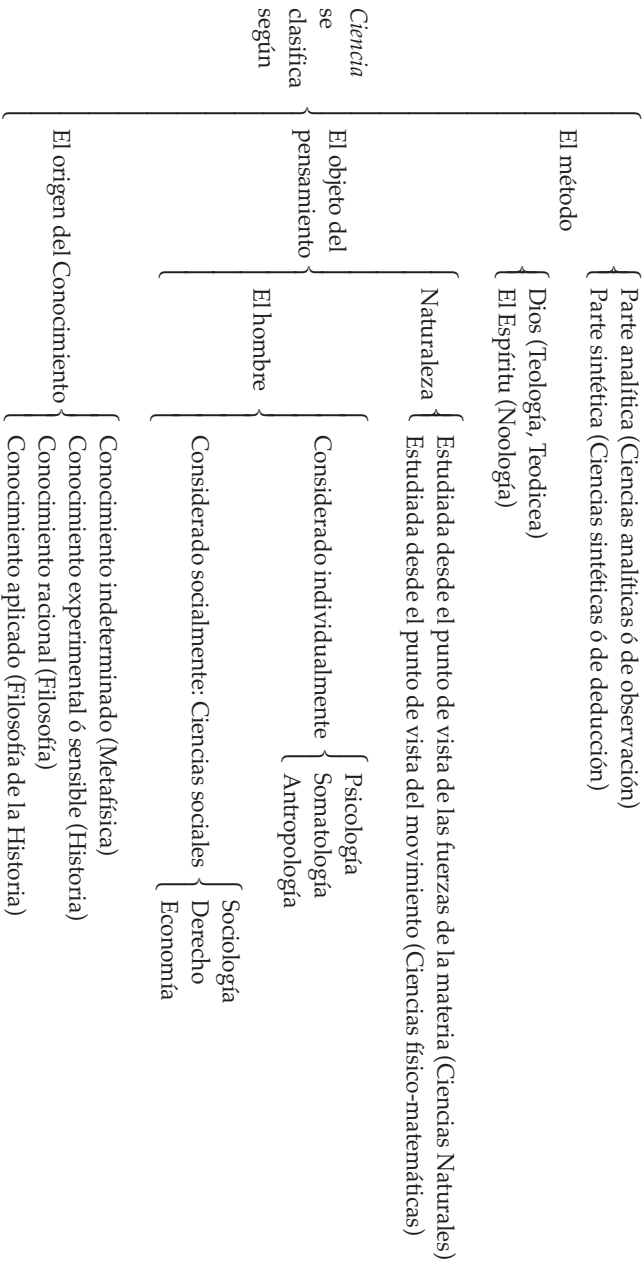 Ciencia
se
clasifica
según
El método
Parte analítica (Ciencias analíticas ó de observación)
Parte sintética (Ciencias sintéticas ó de deducción)
El objeto del
pensamiento
Dios (Teología, Teodicea)
El Espíritu (Noología)
Naturaleza
Estudiada desde el punto de vista de las fuerzas de la materia (Ciencias Naturales)
Estudiada desde el punto de vista del movimiento (Ciencias físico-matemáticas)
El hombre
Considerado individualmente
Psicología
Somatología
Antropología
Considerado socialmente: Ciencias sociales
Sociología
Derecho
Economía
El origen del Conocimiento
Conocimiento indeterminado (Metafísica)
Conocimiento experimental ó sensible (Historia)
Conocimiento racional (Filosofía)
Conocimiento aplicado (Filosofía de la Historia)